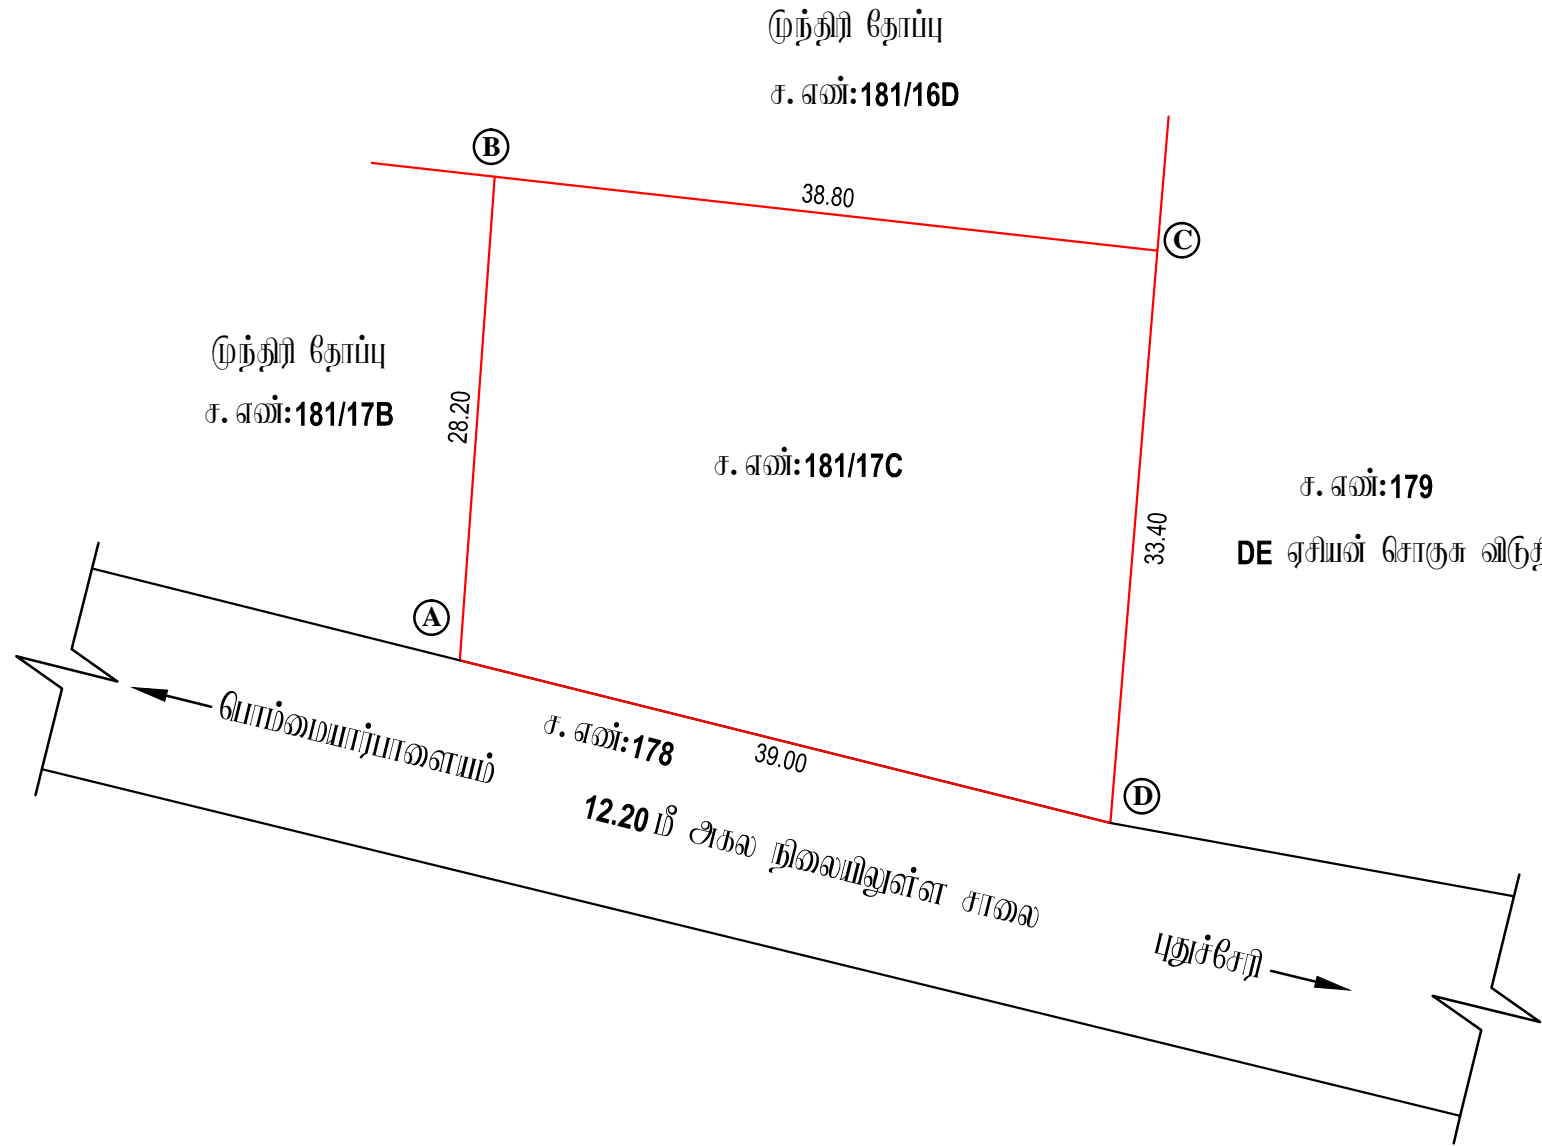 முந்திரி தோப்பு
ச. எண்:181/16D
B
38.80
C
முந்திரி தோப்பு
ச. எண்:181/17B
28.20
ச. எண்:181/17C
ச. எண்:179
33.40
DE ஏசியன் சொகுசு விடுதி
A
பொம்மையார்பாளையம்
ச. எண்:178
39.00
D
12.20 மீ அகல நிலையிலுள்ள சாலை
புதுச்சேரி